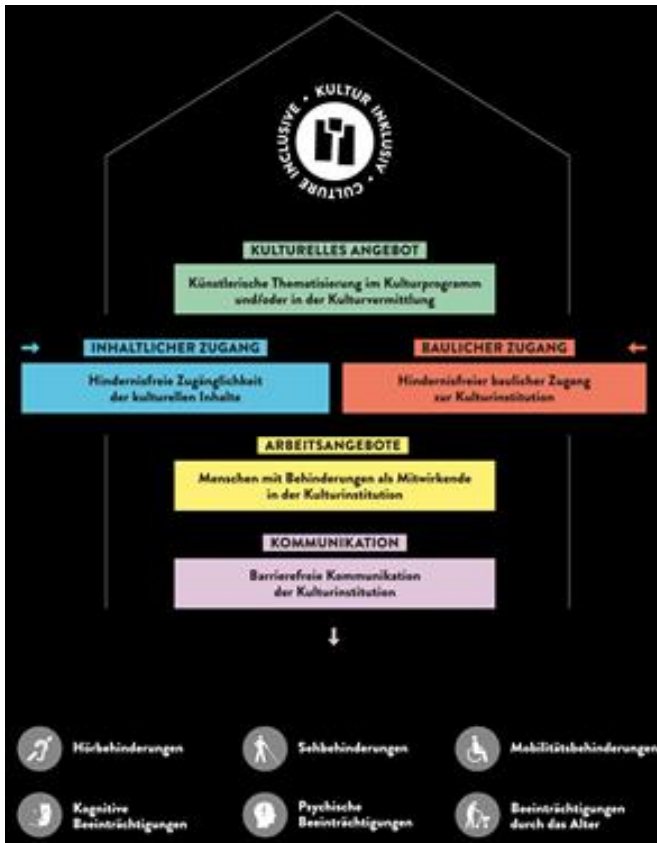 KULTUR INKLUSIV • CULTURE INCLUSIVE •
KULTURELLES ANGEBOT
Künstlerische Thematisierung im Kulturprogramm
und/oder in der Kulturvermittlung
INHALTLICHER ZUGANG
Hindernisfreie Zugänglichkeit
der kulturellen Inhalte
BAULICHER ZUGANG
Hindernisfreier baulicher Zugang
zur Kulturinstitution
ARBEITSANGEBOTE
Menschen mit Behinderungen als Mitwirkende
in der Kulturinstitution
KOMMUNIKATION
Barrierefreie Kommunikation
der Kulturinstitution
Hörbehinderungen
Sehbehinderungen
Mobilitätsbehinderungen
Kognitive
Beeinträchtigungen
Psychische
Beeinträchtigungen
Beeinträchtigungen
durch das Alter